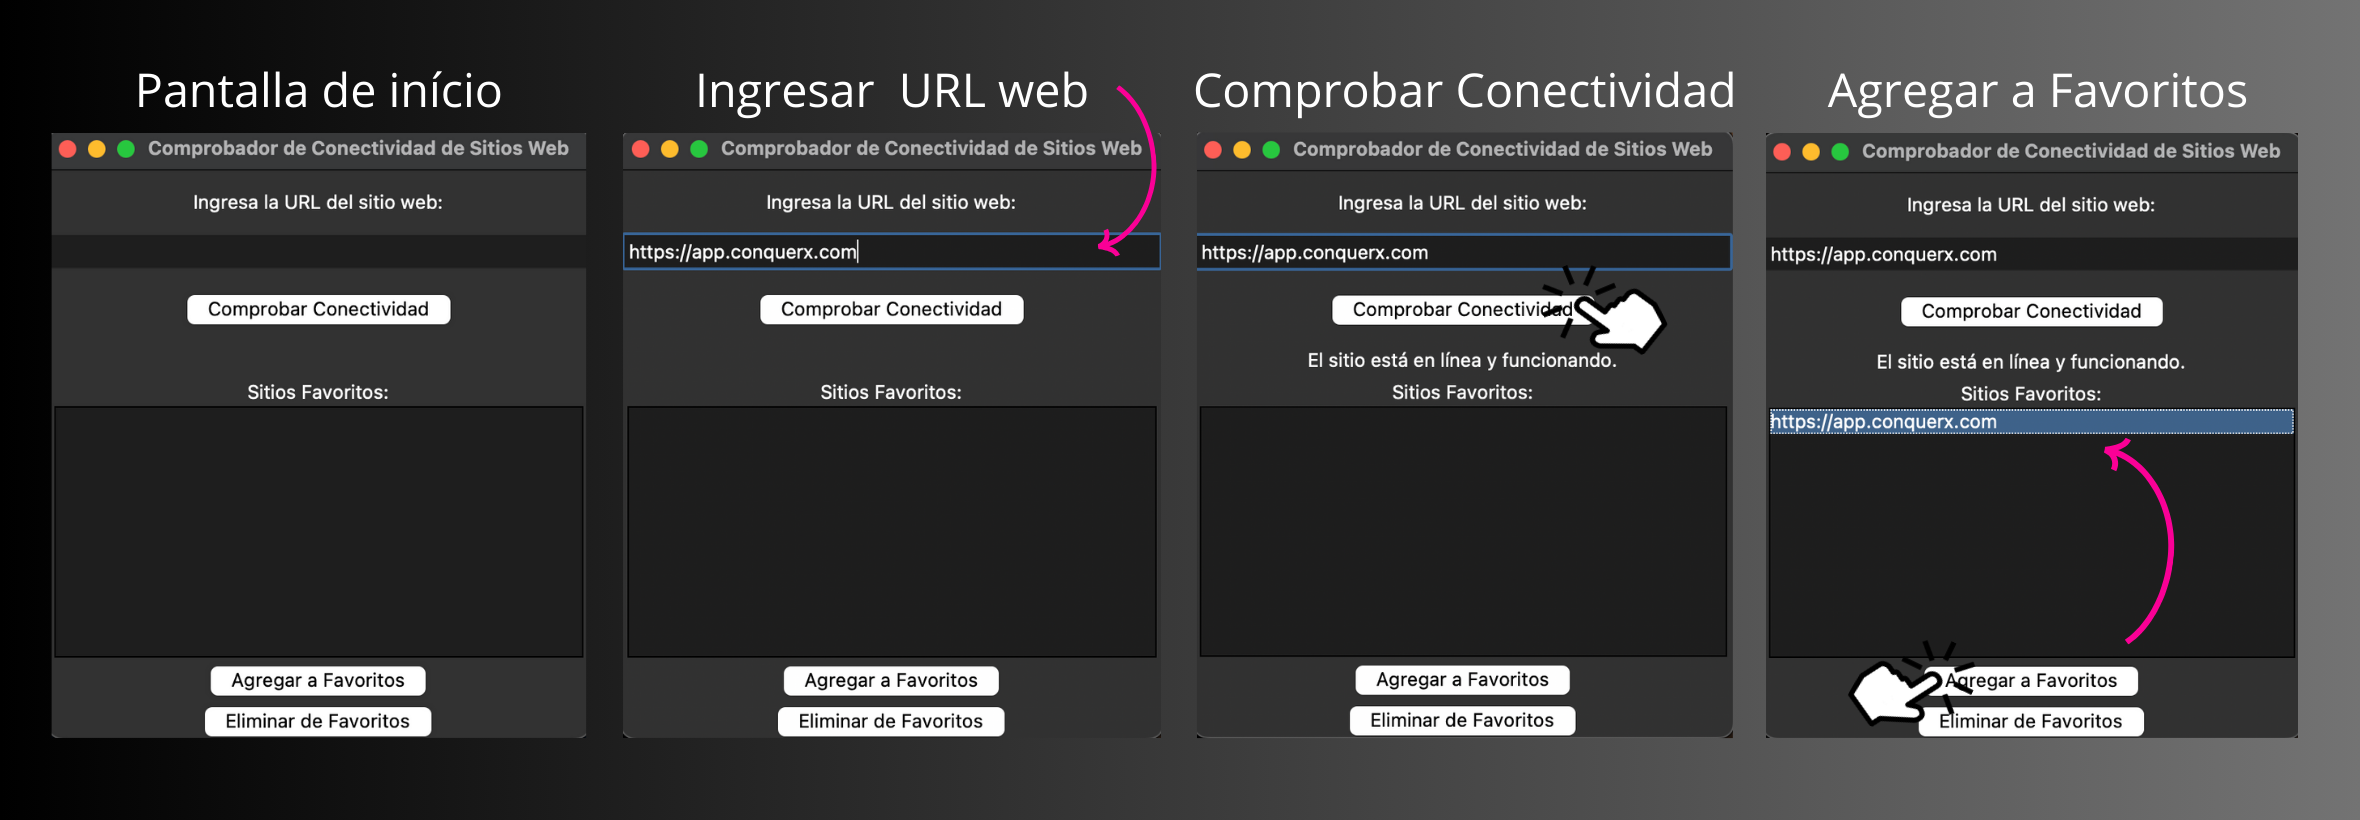 Pantalla de início
Comprobador de Conectividad de Sitios Web
Ingresa la URL del sitio web:
Comprobar Conectividad
Sitios Favoritos:
Agregar a Favoritos
Eliminar de Favoritos
Ingresar URL web
Comprobador de Conectividad de Sitios Web
Ingresa la URL del sitio web:
https://app.conquerx.com
Comprobar Conectividad
Sitios Favoritos:
Agregar a Favoritos
Eliminar de Favoritos
Comprobar Conectividad
Comprobador de Conectividad de Sitios Web
Ingresa la URL del sitio web:
https://app.conquerx.com
Comprobar Conectividad
El sitio está en línea y funcionando.
Sitios Favoritos:
Agregar a Favoritos
Eliminar de Favoritos
Agregar a Favoritos
Comprobador de Conectividad de Sitios Web
Ingresa la URL del sitio web:
https://app.conquerx.com
Comprobar Conectividad
El sitio está en línea y funcionando.
Sitios Favoritos:
https://app.conquerx.com
Agregar a Favoritos
Eliminar de Favoritos